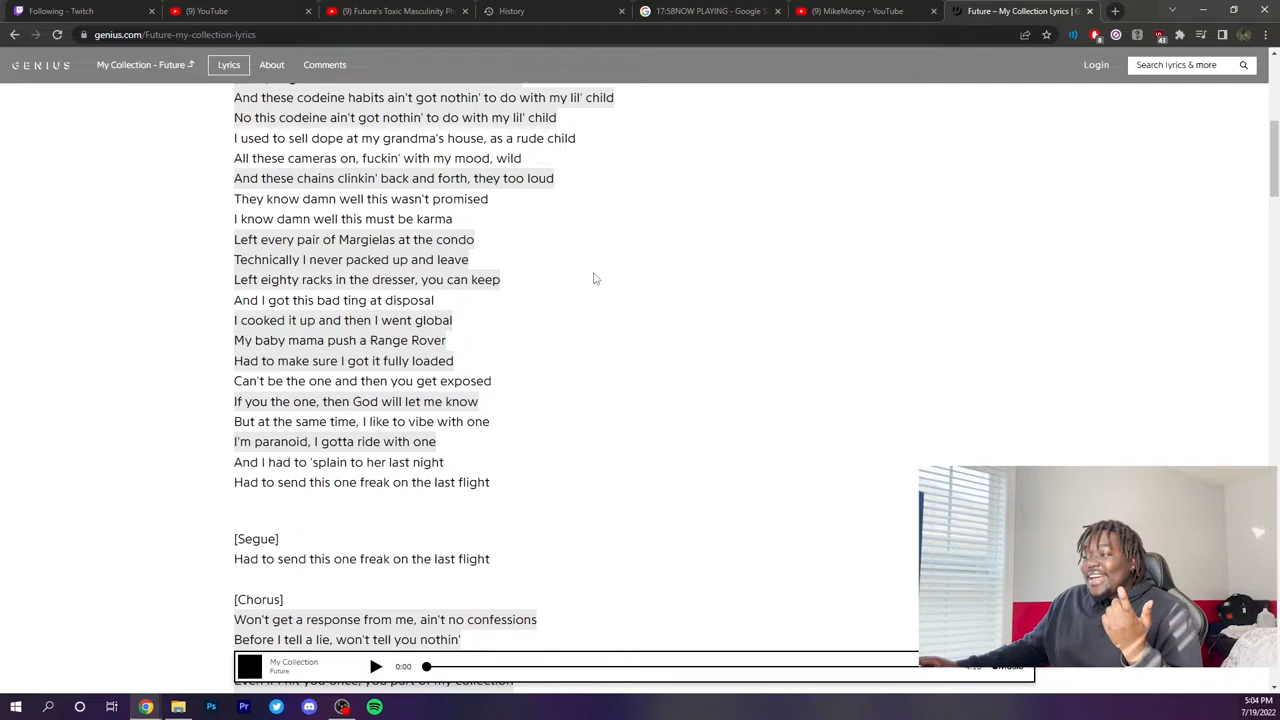 Following - Twitch
YouTube
(9) Future's Toxic Masculinity Ph
History
17:58NOW PLAYING - Google S
(9) MikeMoney - YouTube
Future – My Collection Lyrics | G
genius.com/Future-my-collection-lyrics
8
43
GENIUS
My Collection - Future
Lyrics
About
Comments
Login
Search lyrics & more
And these codeine habits ain't got nothin' to do with my lil' child
No this codeine ain't got nothin' to do with my lil' child
I used to sell dope at my grandma's house, as a rude child
All these cameras on, fuckin' with my mood, wild
And these chains clinkin' back and forth, they too loud
They know damn well this wasn't promised
I know damn well this must be karma
Left every pair of Margielas at the condo
Technically I never packed up and leave
Left eighty racks in the dresser, you can keep
And I got this bad ting at disposal
I cooked it up and then I went global
My baby mama push a Range Rover
Had to make sure I got it fully loaded
Can't be the one and then you get exposed
If you the one, then God will let me know
But at the same time, I like to vibe with one
I'm paranoid, I gotta ride with one
And I had to 'splain to her last night
Had to send this one freak on the last flight
[Segue]
Had to send this one freak on the last flight
[Chorus]
Won't get a response from me, ain't no confessions
Before I tell a lie, won't tell you nothin'
My Collection
Future
0:00
Even if I hit you once, you part of my collection
5:04 PM
7/19/2022